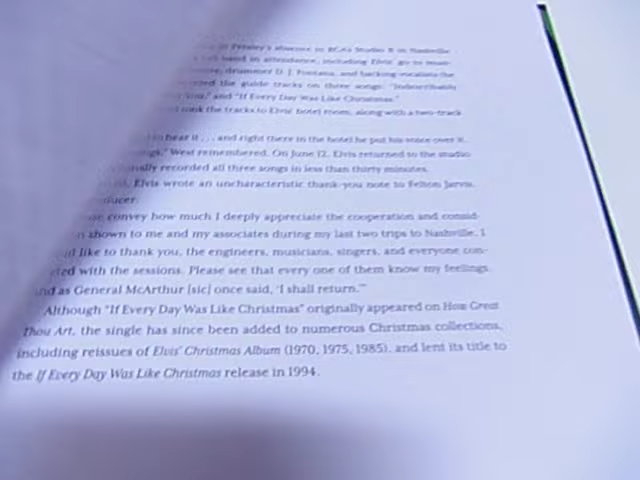 Presley's absence in RCA's Studio B in Nashville
band in attendance, including Elvis' go-to musi-
drummer D. J. Fontana, and backing vocalists the
the guide tracks on three songs: "Indescribably
and "If Every Day Was Like Christmas."
took the tracks to Elvis' hotel room, along with a two-track
hear it . . . and right there in the hotel he put his voice over it.
West remembered. On June 12, Elvis returned to the studio
recorded all three songs in less than thirty minutes.
Elvis wrote an uncharacteristic thank-you note to Felton Jarvis,
convey how much I deeply appreciate the cooperation and consid-
shown to me and my associates during my last two trips to Nashville. I
like to thank you, the engineers, musicians, singers, and everyone con-
with the sessions. Please see that every one of them know my feelings.
as General McArthur [sic] once said, 'I shall return.'"
Although "If Every Day Was Like Christmas" originally appeared on How Great
Thou Art, the single has since been added to numerous Christmas collections,
including reissues of Elvis' Christmas Album (1970, 1975, 1985), and lent its title to
the If Every Day Was Like Christmas release in 1994.